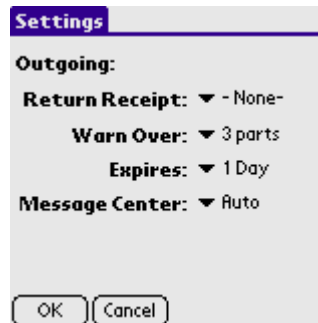 Settings
Outgoing:
Return Receipt: - None-
Warn Over: 3 parts
Expires: 1 Day
Message Center: Auto
OK Cancel